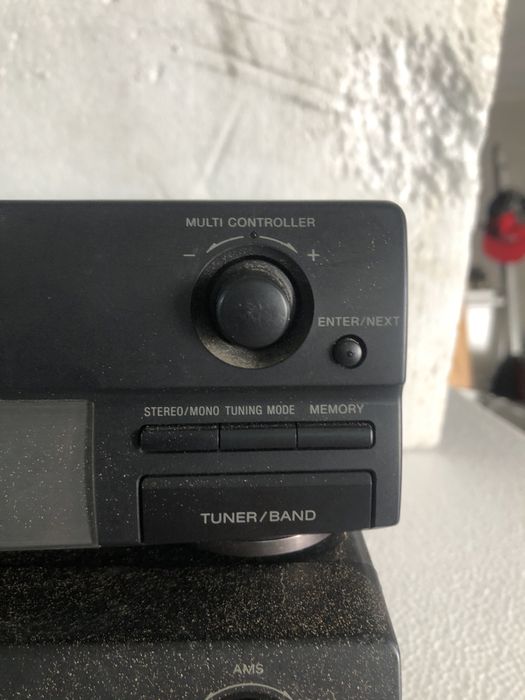 MULTI CONTROLLER
− +
ENTER/NEXT
STEREO/MONO TUNING MODE MEMORY
TUNER/BAND
AMS